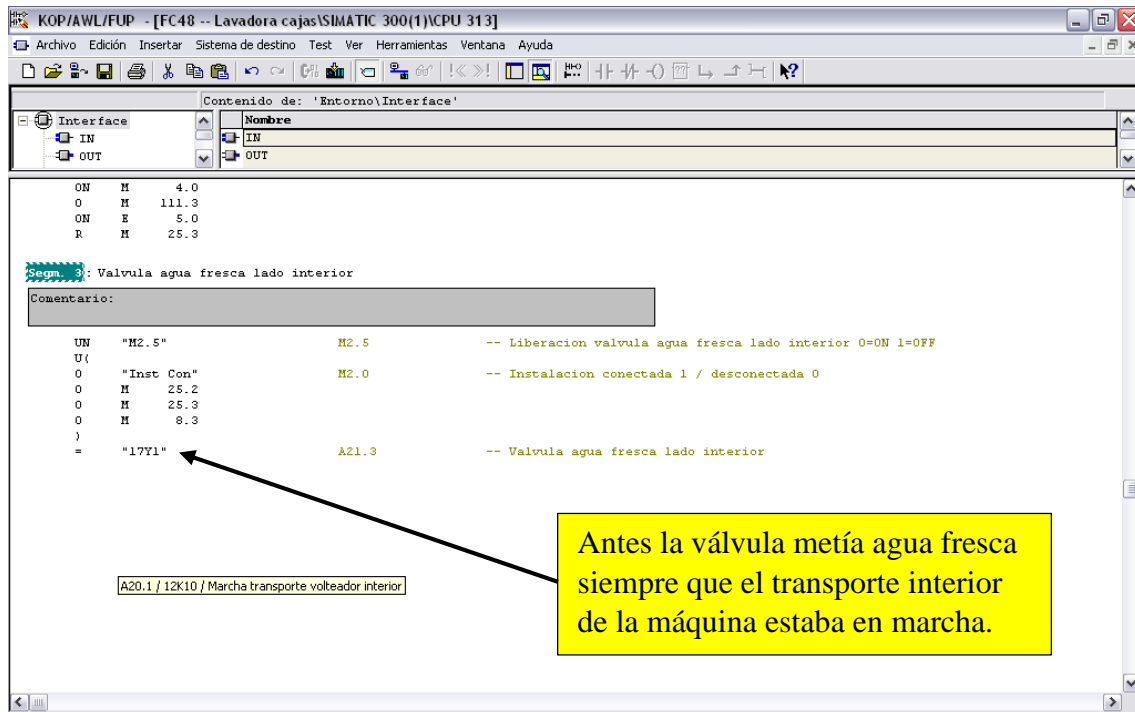 KOP/AWL/FUP - [FC48 -- Lavadora cajas\SIMATIC 300(1)\CPU 313]
Archivo Edición Insertar Sistema de destino Test Ver Herramientas Ventana Ayuda
Contenido de: 'Entorno\Interface'
Interface Nombre
IN IN
OUT OUT
ON M 4.0
O M 111.3
ON E 5.0
R M 25.3
Segm. 3: Valvula agua fresca lado interior
Comentario:
UN "M2.5" M2.5 -- Liberacion valvula agua fresca lado interior 0=ON 1=OFF
U(
O "Inst Con" M2.0 -- Instalacion conectada 1 / desconectada 0
O M 25.2
O M 25.3
O M 8.3
)
= "17Y1" A21.3 -- Valvula agua fresca lado interior
Antes la válvula metía agua fresca
siempre que el transporte interior
de la máquina estaba en marcha.
A20.1 / 12K10 / Marcha transporte volteador interior